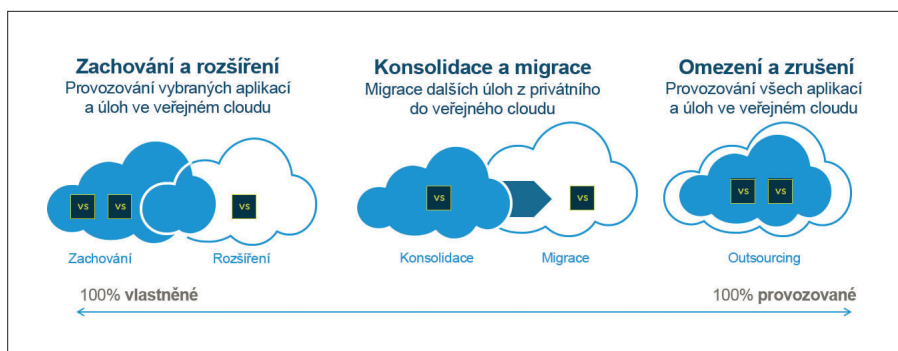 Zachování a rozšíření
Provozování vybraných aplikací
a úloh ve veřejném cloudu
vs
vs
vs
Zachování
Rozšíření
Konsolidace a migrace
Migrace dalších úloh z privátního
do veřejného cloudu
vs
vs
Konsolidace
Migrace
Omezení a zrušení
Provozování všech aplikací
a úloh ve veřejném cloudu
vs
vs
Outsourcing
100% vlastněné
100% provozované